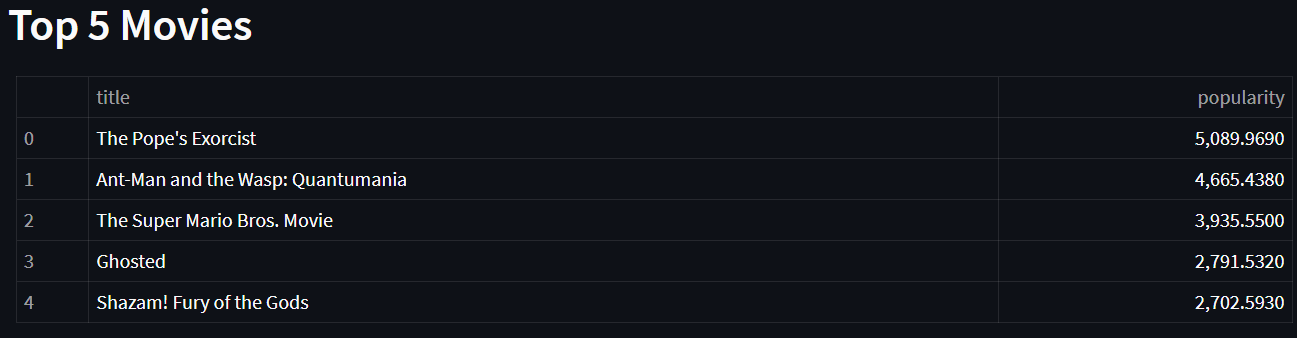 Top 5 Movies
title popularity
0 The Pope's Exorcist 5,089.9690
1 Ant-Man and the Wasp: Quantumania 4,665.4380
2 The Super Mario Bros. Movie 3,935.5500
3 Ghosted 2,791.5320
4 Shazam! Fury of the Gods 2,702.5930